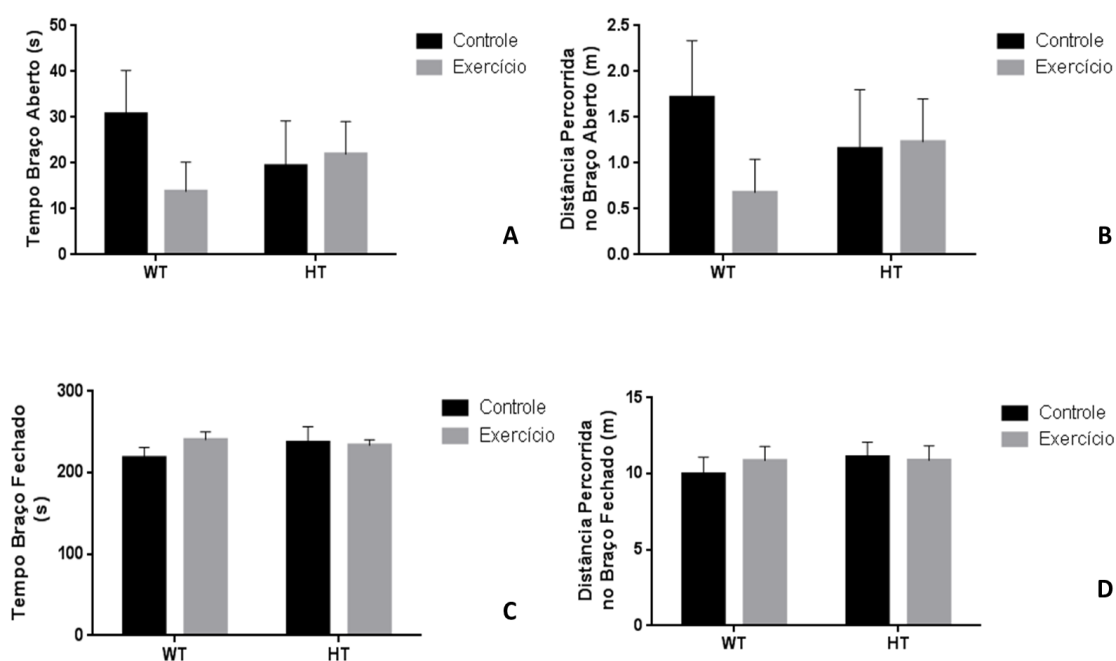 Tempo Braço Aberto (s)
50
40
30
20
10
0
WT
HT
Controle
Exercício
A
Distância Percorrida
no Braço Aberto (m)
2.5
2.0
1.5
1.0
0.5
0.0
WT
HT
Controle
Exercício
B
Tempo Braço Fechado
(s)
300
200
100
0
WT
HT
Controle
Exercício
C
Distância Percorrida
no Braço Fechado (m)
15
10
5
0
WT
HT
Controle
Exercício
D